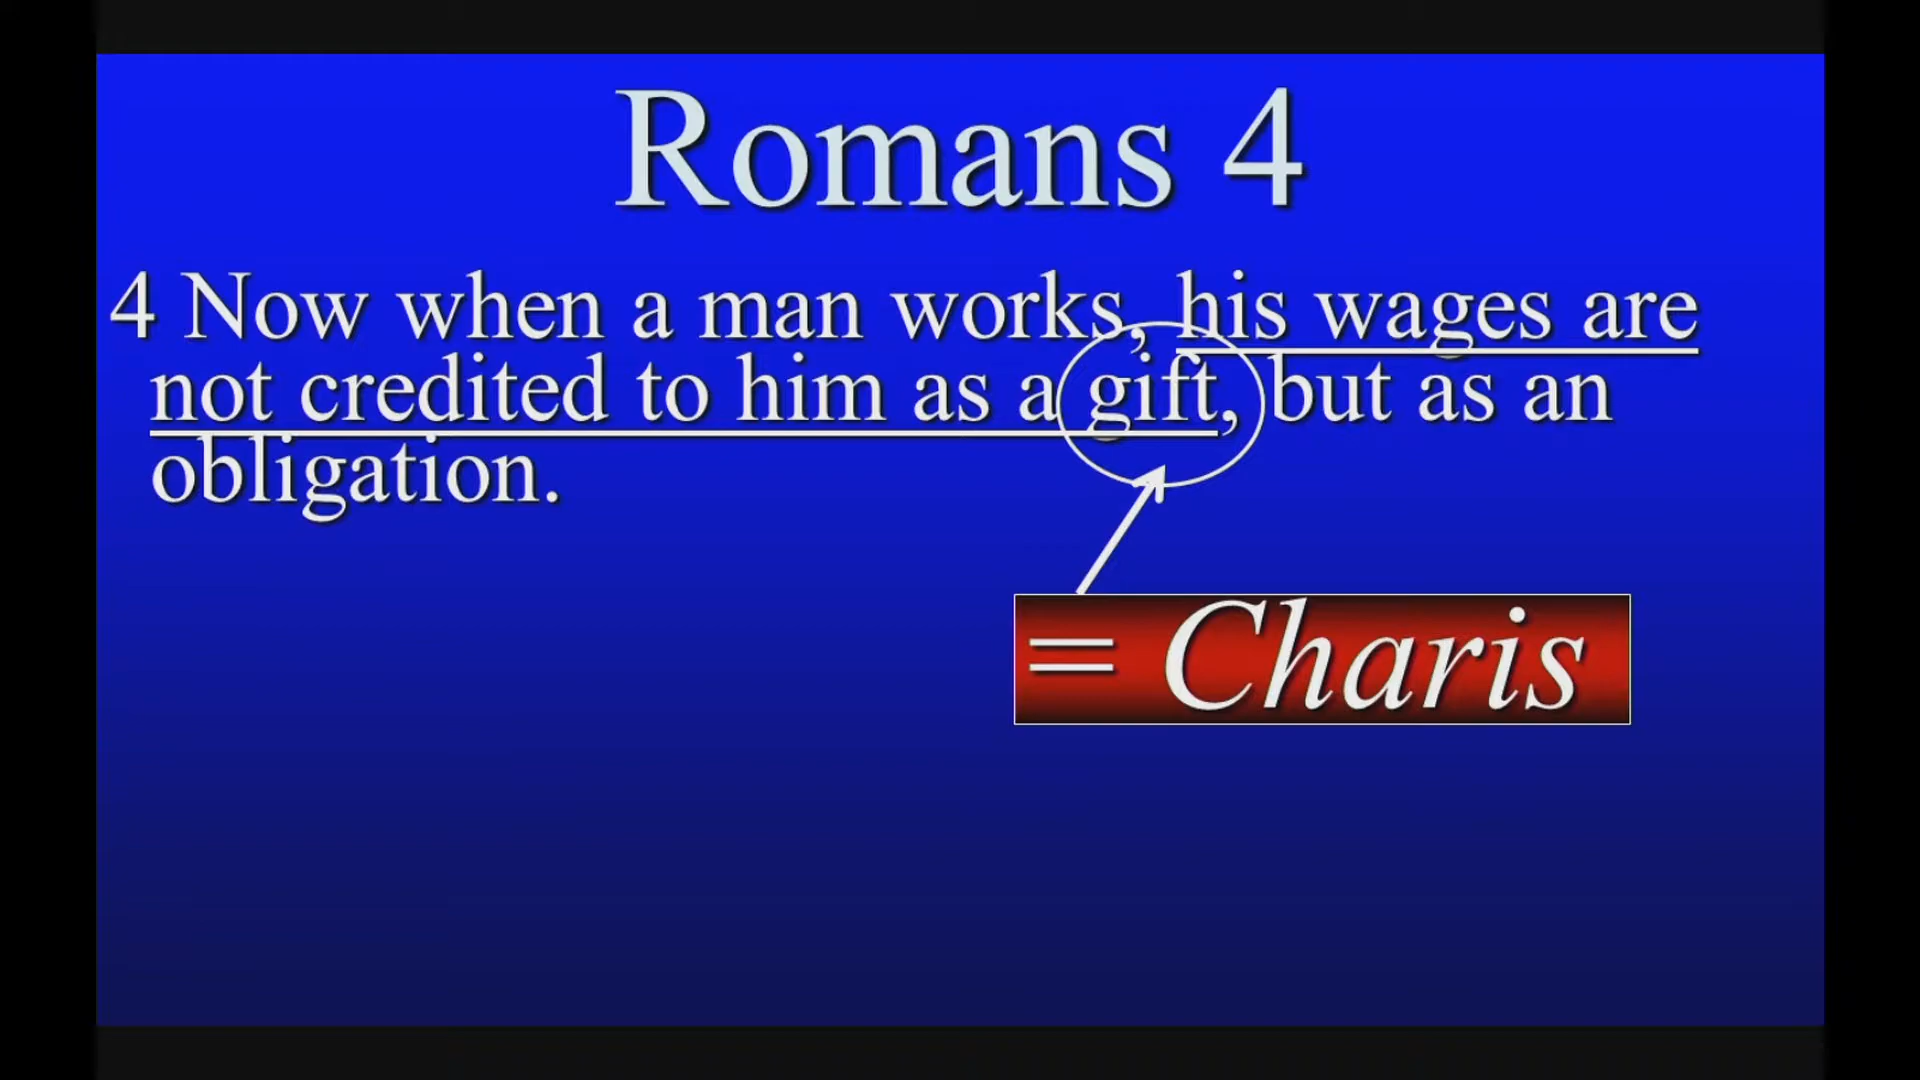 Romans 4
4 Now when a man works, his wages are
not credited to him as a gift, but as an
obligation.
= Charis